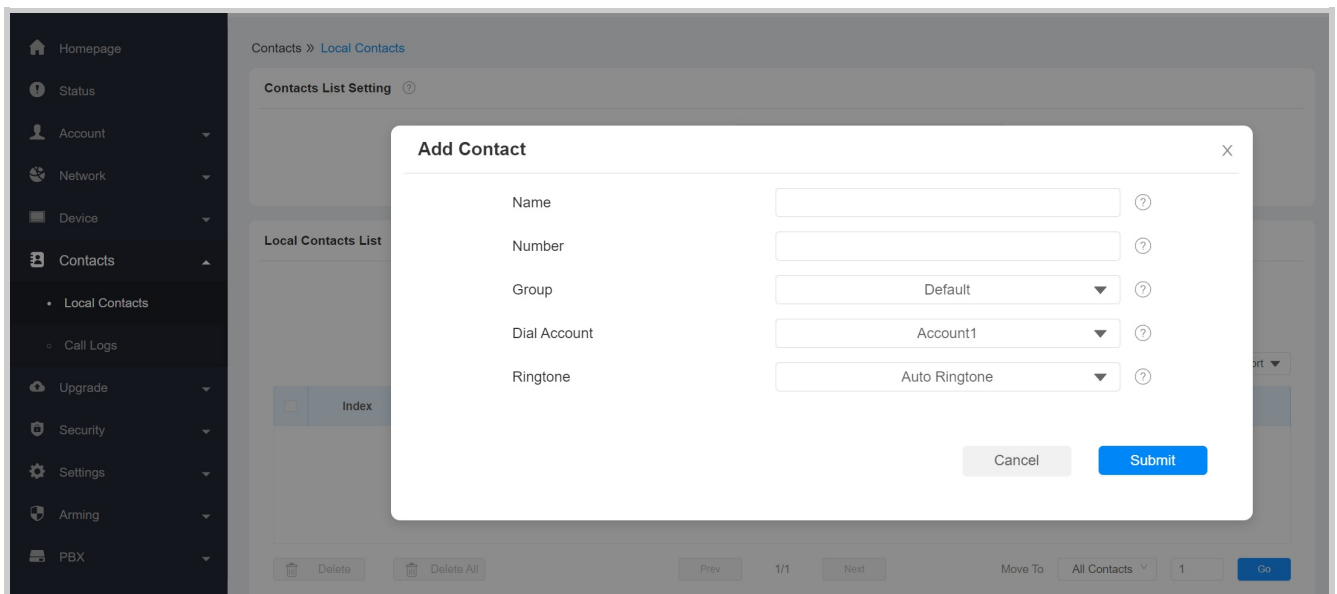 Homepage
Contacts » Local Contacts
Status
Contacts List Setting ?
Account
Network
Device
Contacts
Local Contacts
Call Logs
Upgrade
Security
Settings
Arming
PBX
Add Contact X
Name ?
Number ?
Group Default ?
Dial Account Account1 ?
Ringtone Auto Ringtone ?
Cancel Submit
Local Contacts List
Index
Delete Delete All Prev 1/1 Next Move To All Contacts 1 Go